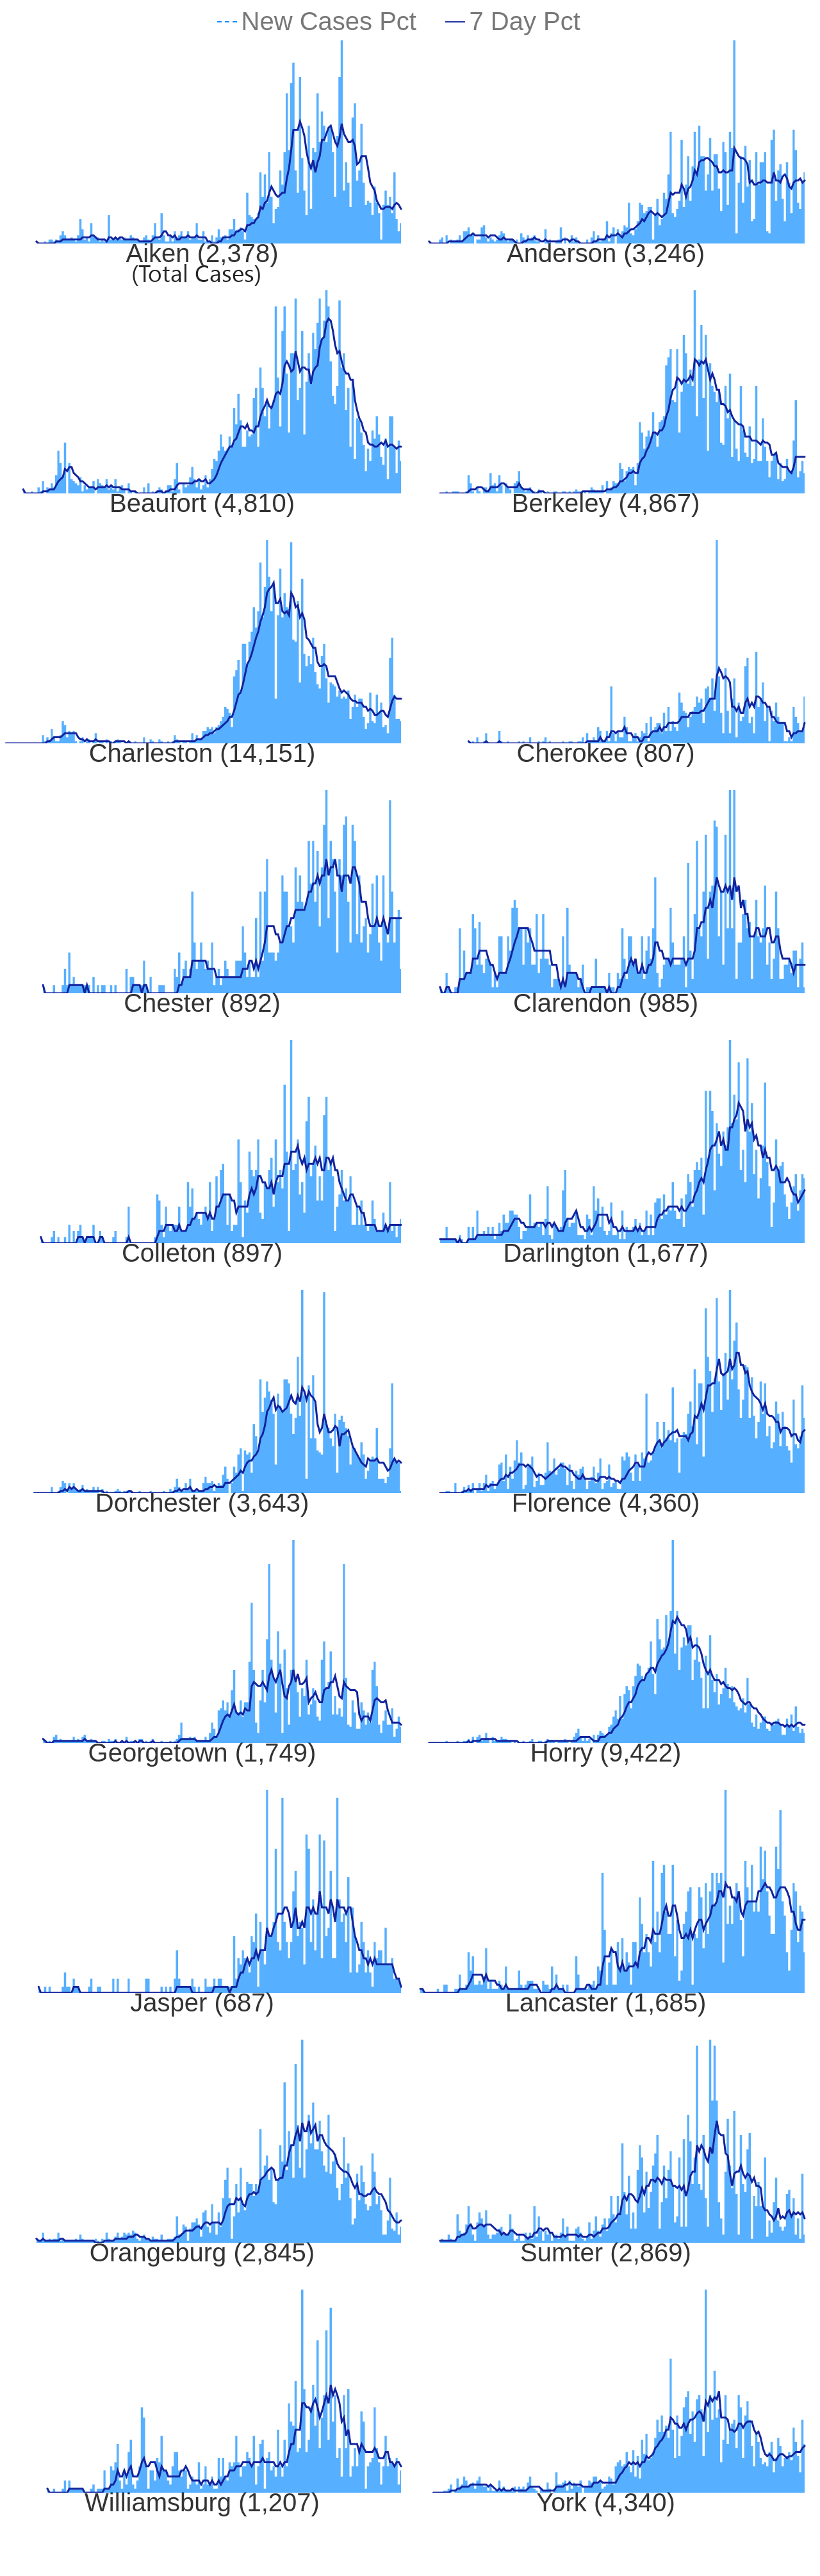 New Cases Pct 7 Day Pct
Aiken (2,378) Anderson (3,246)
(Total Cases)
Beaufort (4,810) Berkeley (4,867)
Charleston (14,151) Cherokee (807)
Chester (892) Clarendon (985)
Colleton (897) Darlington (1,677)
Dorchester (3,643) Florence (4,360)
Georgetown (1,749) Horry (9,422)
Jasper (687) Lancaster (1,685)
Orangeburg (2,845) Sumter (2,869)
Williamsburg (1,207) York (4,340)